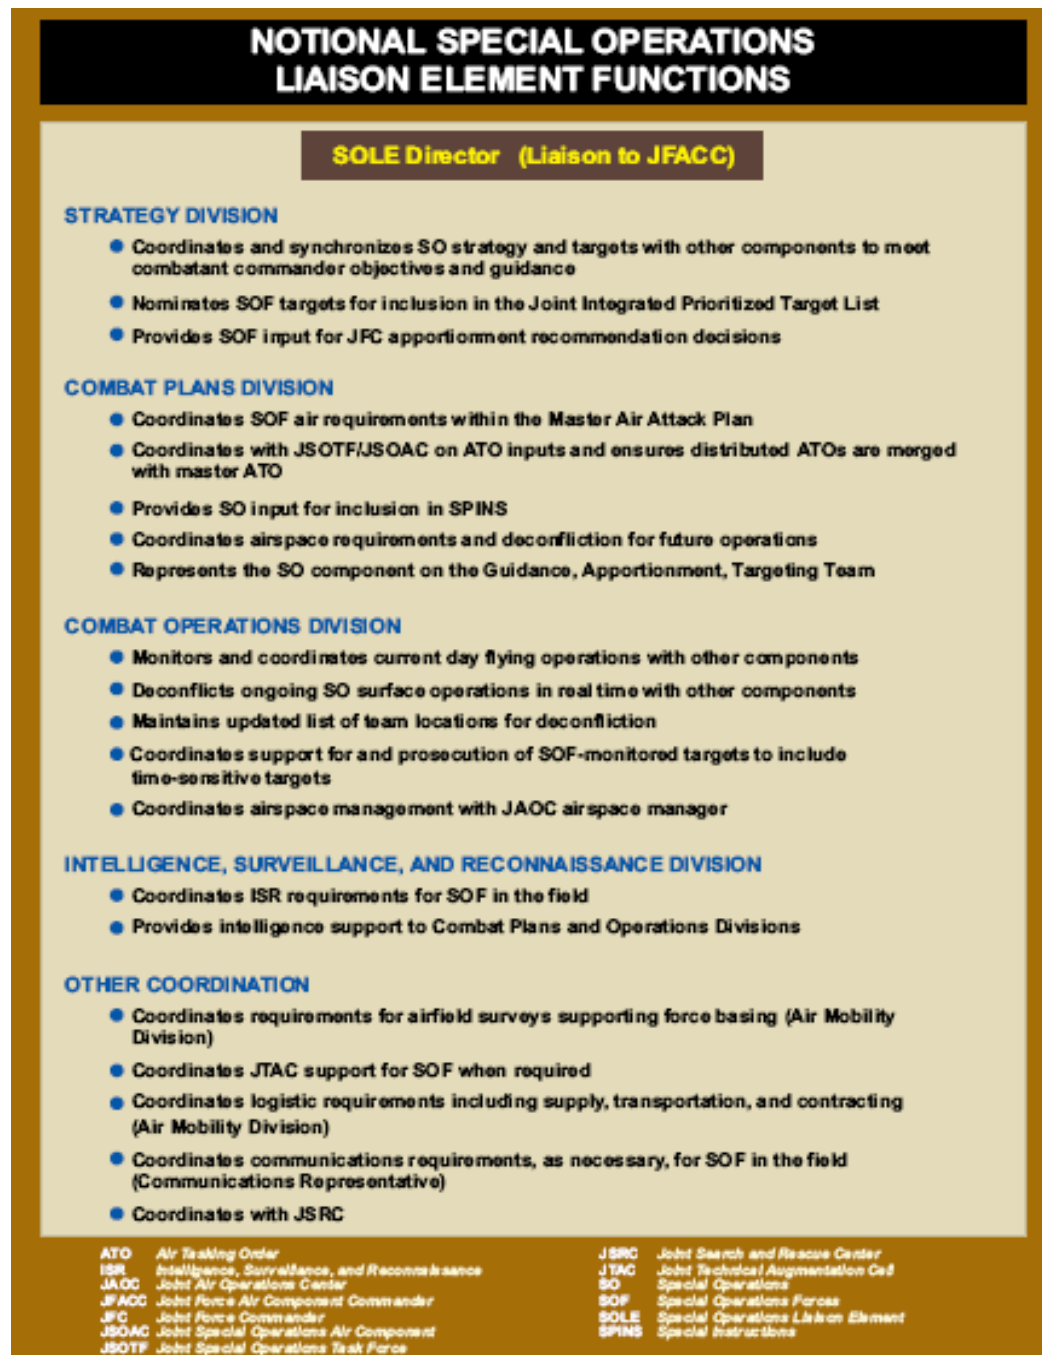 NOTIONAL SPECIAL OPERATIONS
LIAISON ELEMENT FUNCTIONS
SOLE Director (Liaison to JFACC)
STRATEGY DIVISION
● Coordinates and synchronizes SO strategy and targets with other components to meet
combatant commander objectives and guidance
● Nominates SOF targets for inclusion in the Joint Integrated Prioritized Target List
● Provides SOF input for JFC apportionment recommendation decisions
COMBAT PLANS DIVISION
● Coordinates SOF air requirements within the Master Air Attack Plan
● Coordinates with JSOTF/JSOAC on ATO inputs and ensures distributed ATOs are merged
with master ATO
● Provides SO input for inclusion in SPINS
● Coordinates airspace requirements and deconfliction for future operations
● Represents the SO component on the Guidance, Apportionment, Targeting Team
COMBAT OPERATIONS DIVISION
● Monitors and coordinates current day flying operations with other components
● Deconflicts ongoing SO surface operations in real time with other components
● Maintains updated list of team locations for deconfliction
● Coordinates support for and prosecution of SOF-monitored targets to include
time-sensitive targets
● Coordinates airspace management with JAOC airspace manager
INTELLIGENCE, SURVEILLANCE, AND RECONNAISSANCE DIVISION
● Coordinates ISR requirements for SOF in the field
● Provides intelligence support to Combat Plans and Operations Divisions
OTHER COORDINATION
● Coordinates requirements for airfield surveys supporting force basing (Air Mobility
Division)
● Coordinates JTAC support for SOF when required
● Coordinates logistic requirements including supply, transportation, and contracting
(Air Mobility Division)
● Coordinates communications requirements, as necessary, for SOF in the field
(Communications Representative)
● Coordinates with JSRC
ATO Air Tasking Order
ISR Intelligence, Surveillance, and Reconnaissance
JAOC Joint Air Operations Center
JFACC Joint Force Air Component Commander
JFC Joint Force Commander
JSOAC Joint Special Operations Air Component
JSOTF Joint Special Operations Task Force
JSRC Joint Search and Rescue Center
JTAC Joint Technical Augmentation Cell
SO Special Operations
SOF Special Operations Forces
SOLE Special Operations Liaison Element
SPINS Special Instructions